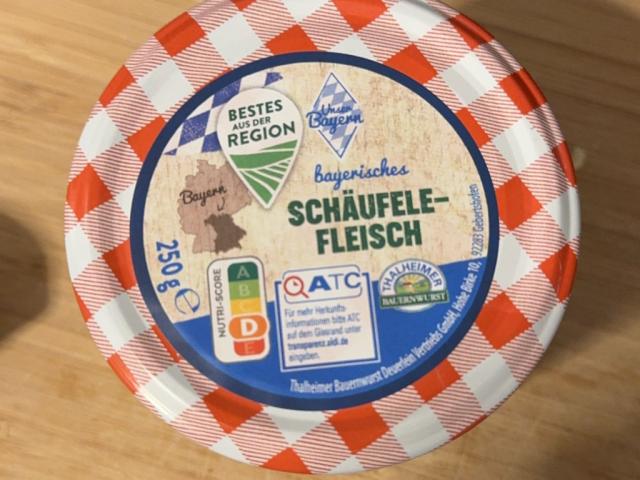 BESTES
AUS DER
REGION
Unser
Bayern
Bayern
bayerisches
SCHÄUFELE-
FLEISCH
250 g e
NUTRI-SCORE
A
B
C
D
E
ATC
Für mehr Herkunfts-
informationen bitte ATC
auf dem Glasrand unter
transparenz.aldi.de
eingeben.
THALHEIMER
BAUERNWURST
Thalheimer Bauernwurst Deuerlein Vertriebs GmbH, Hohe Birke 10, 92283 Gebertshofen